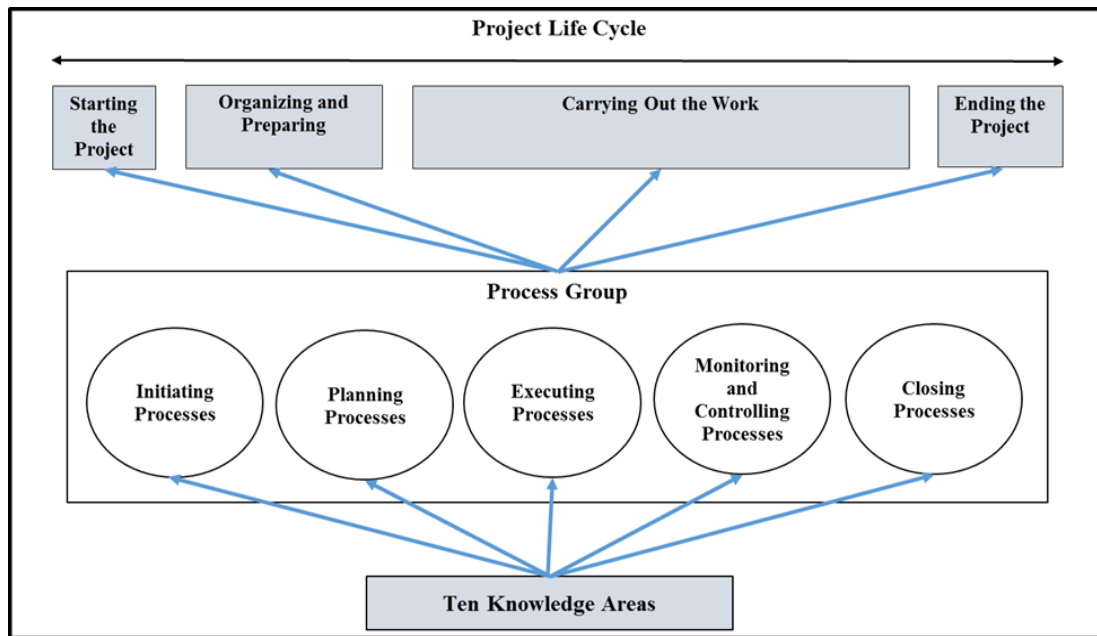 Project Life Cycle
Starting
the
Project
Organizing and
Preparing
Carrying Out the Work
Ending the
Project
Process Group
Initiating
Processes
Planning
Processes
Executing
Processes
Monitoring
and
Controlling
Processes
Closing
Processes
Ten Knowledge Areas